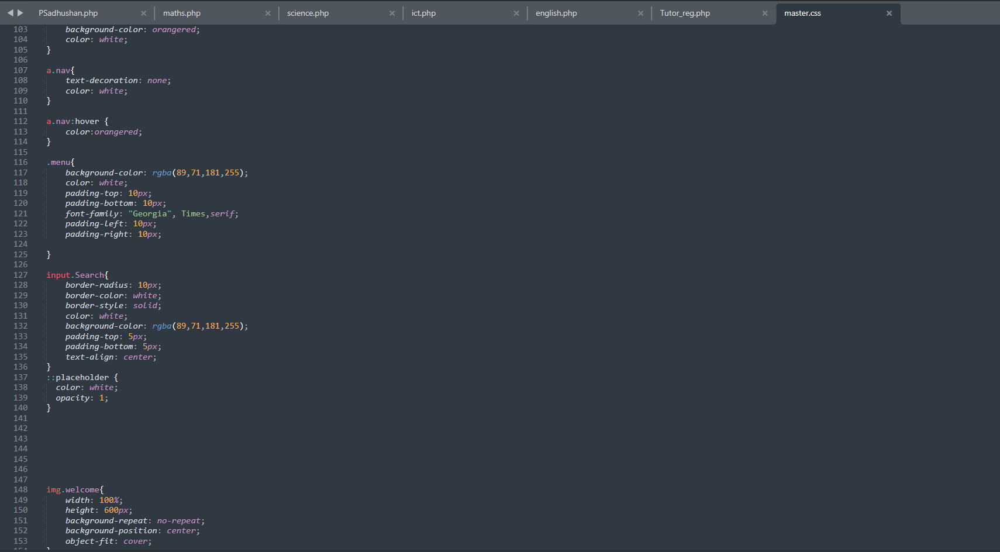 PSadhushan.php × maths.php × science.php × ict.php × english.php × Tutor_reg.php × master.css ×
103 background-color: orangered;
104 color: white;
105 }
106
107 a.nav{
108 text-decoration: none;
109 color: white;
110 }
111
112 a.nav:hover {
113 color:orangered;
114 }
115
116 .menu{
117 background-color: rgba(89,71,181,255);
118 color: white;
119 padding-top: 10px;
120 padding-bottom: 10px;
121 font-family: "Georgia", Times,serif;
122 padding-left: 10px;
123 padding-right: 10px;
124
125 }
126
127 input.Search{
128 border-radius: 10px;
129 border-color: white;
130 border-style: solid;
131 color: white;
132 background-color: rgba(89,71,181,255);
133 padding-top: 5px;
134 padding-bottom: 5px;
135 text-align: center;
136 }
137 ::placeholder {
138 color: white;
139 opacity: 1;
140 }
141
142
143
144
145
146
147
148 img.welcome{
149 width: 100%;
150 height: 600px;
151 background-repeat: no-repeat;
152 background-position: center;
153 object-fit: cover;
154 }